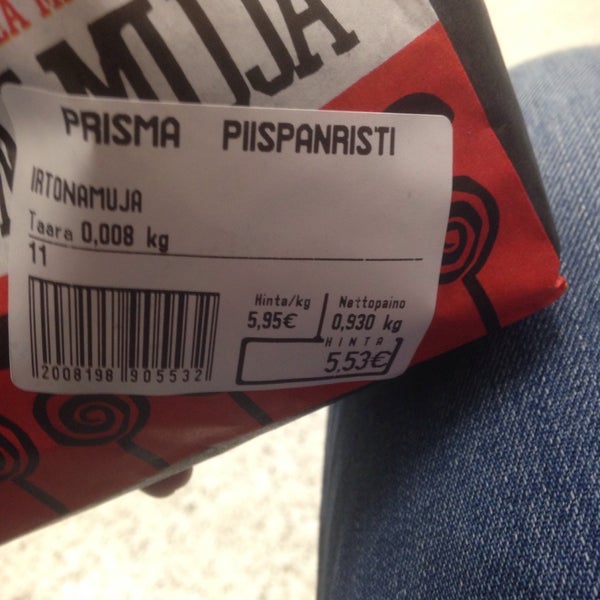 MUJA
PRISMA PIISPANRISTI
IRTONAMUJA
Taara 0,008 kg
11
Hinta/kg Nettopaino
5,95€ 0,930 kg
HINTA
5,53€
2008198 905532